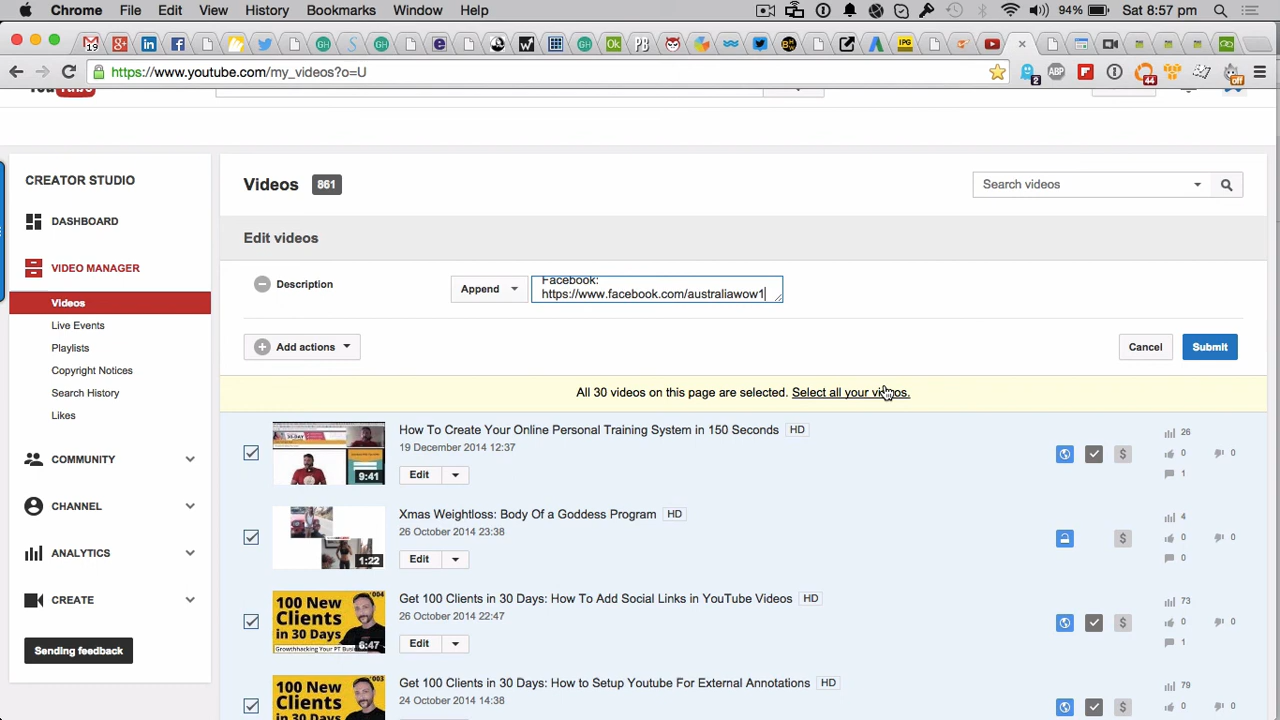 Chrome File Edit View History Bookmarks Window Help 94% Sat 8:57 pm
https://www.youtube.com/my_videos?o=U
CREATOR STUDIO
DASHBOARD
VIDEO MANAGER
Videos
Live Events
Playlists
Copyright Notices
Search History
Likes
COMMUNITY
CHANNEL
ANALYTICS
CREATE
Sending feedback
Videos 861
Search videos
Edit videos
Description
Append
Facebook:
https://www.facebook.com/australiawow1
Add actions
Cancel
Submit
All 30 videos on this page are selected. Select all your videos.
How To Create Your Online Personal Training System in 150 Seconds HD
19 December 2014 12:37
Edit
9:41
26
0 0
1
Xmas Weightloss: Body Of a Goddess Program HD
26 October 2014 23:38
Edit
1:22
4
0 0
0
Get 100 Clients in 30 Days: How To Add Social Links in YouTube Videos HD
26 October 2014 22:47
Edit
100 New
Clients
in 30 Days
6:47
73
0 0
1
Get 100 Clients in 30 Days: How to Setup Youtube For External Annotations HD
24 October 2014 14:38
100 New
Clients
in 30 Days
79
0 0